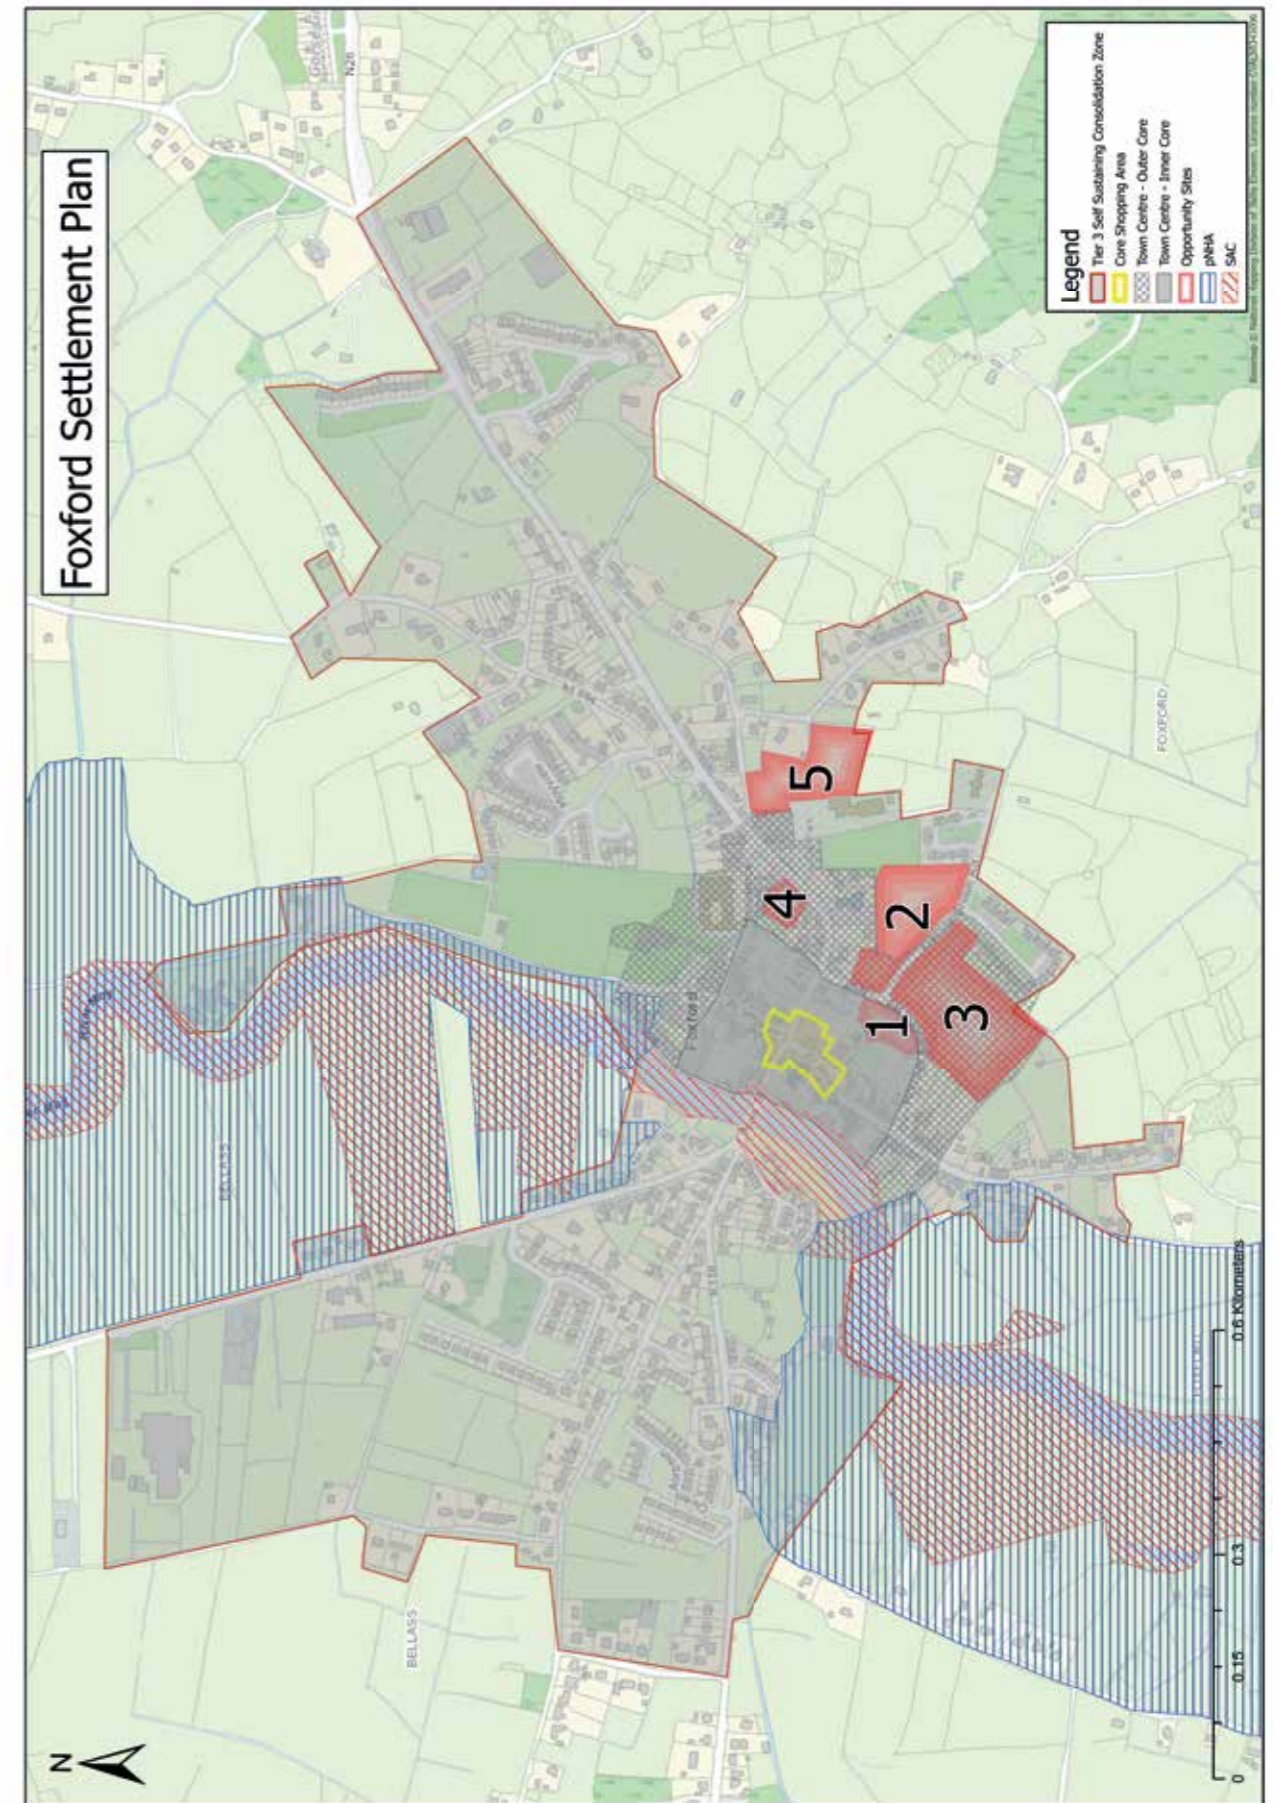 Foxford Settlement Plan
N
Legend
Tier 3 Self Sustaining Consolidation Zone
Core Shopping Area
Town Centre - Outer Core
Town Centre - Inner Core
Opportunity Sites
pNHA
SAC
N26
BELLASS
BELLASS
Foxford
FOXFORD
1
2
3
4
5
0
0.15
0.3
0.6 Kilometers